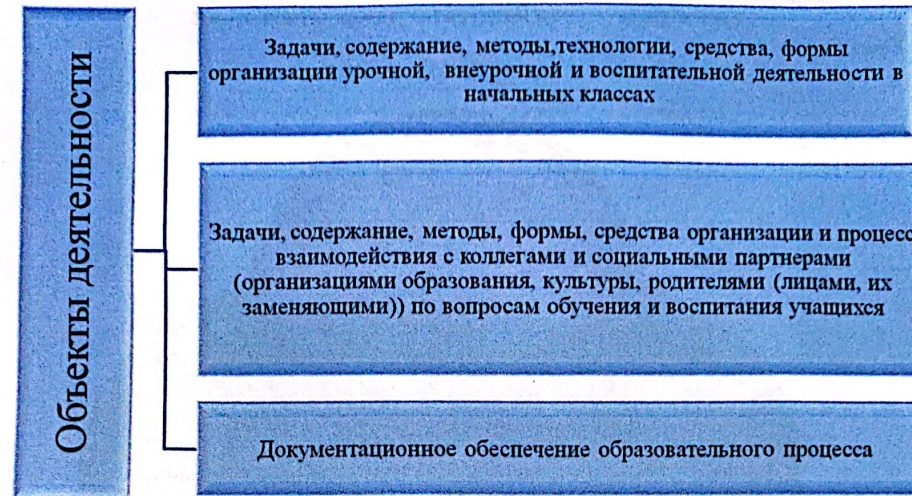 Объекты деятельности
Задачи, содержание, методы,технологии, средства, формы
организации урочной, внеурочной и воспитательной деятельности в
начальных классах
Задачи, содержание, методы, формы, средства организации и процесс
взаимодействия с коллегами и социальными партнерами
(организациями образования, культуры, родителями (лицами, их
заменяющими)) по вопросам обучения и воспитания учащихся
Документационное обеспечение образовательного процесса